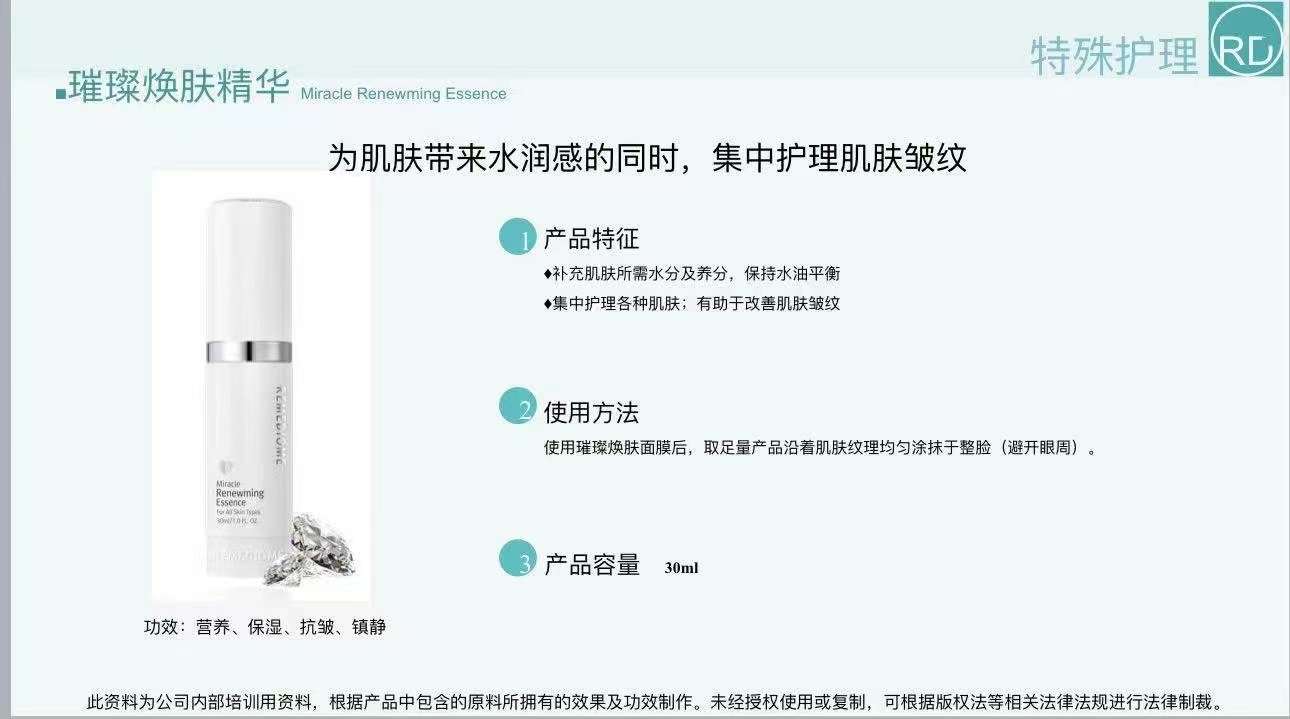 特殊护理
RD
■璀璨焕肤精华 Miracle Renewming Essence
为肌肤带来水润感的同时，集中护理肌肤皱纹
1 产品特征
♦补充肌肤所需水分及养分，保持水油平衡
♦集中护理各种肌肤；有助于改善肌肤皱纹
2 使用方法
使用璀璨焕肤面膜后，取足量产品沿着肌肤纹理均匀涂抹于整脸（避开眼周）。
3 产品容量 30ml
REMEDIOME
Miracle
Renewming
Essence
For All Skin Types
30ml/1.0 FL. OZ.
REMEDIOME
功效：营养、保湿、抗皱、镇静
此资料为公司内部培训用资料，根据产品中包含的原料所拥有的效果及功效制作。未经授权使用或复制，可根据版权法等相关法律法规进行法律制裁。